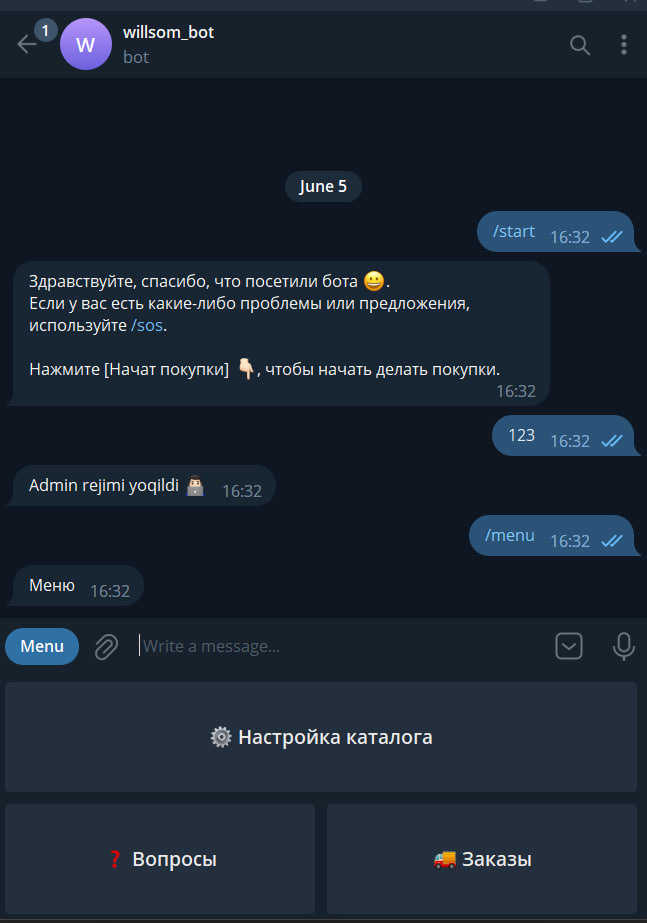 1
W
willsom_bot
bot
June 5
/start 16:32
Здравствуйте, спасибо, что посетили бота 😀.
Если у вас есть какие-либо проблемы или предложения,
используйте /sos.
Нажмите [Начат покупки] 👇🏻, чтобы начать делать покупки.
16:32
123 16:32
Admin rejimi yoqildi 👨🏻‍💻 16:32
/menu 16:32
Меню 16:32
Menu Write a message...
⚙️ Настройка каталога
❓ Вопросы 🚚 Заказы